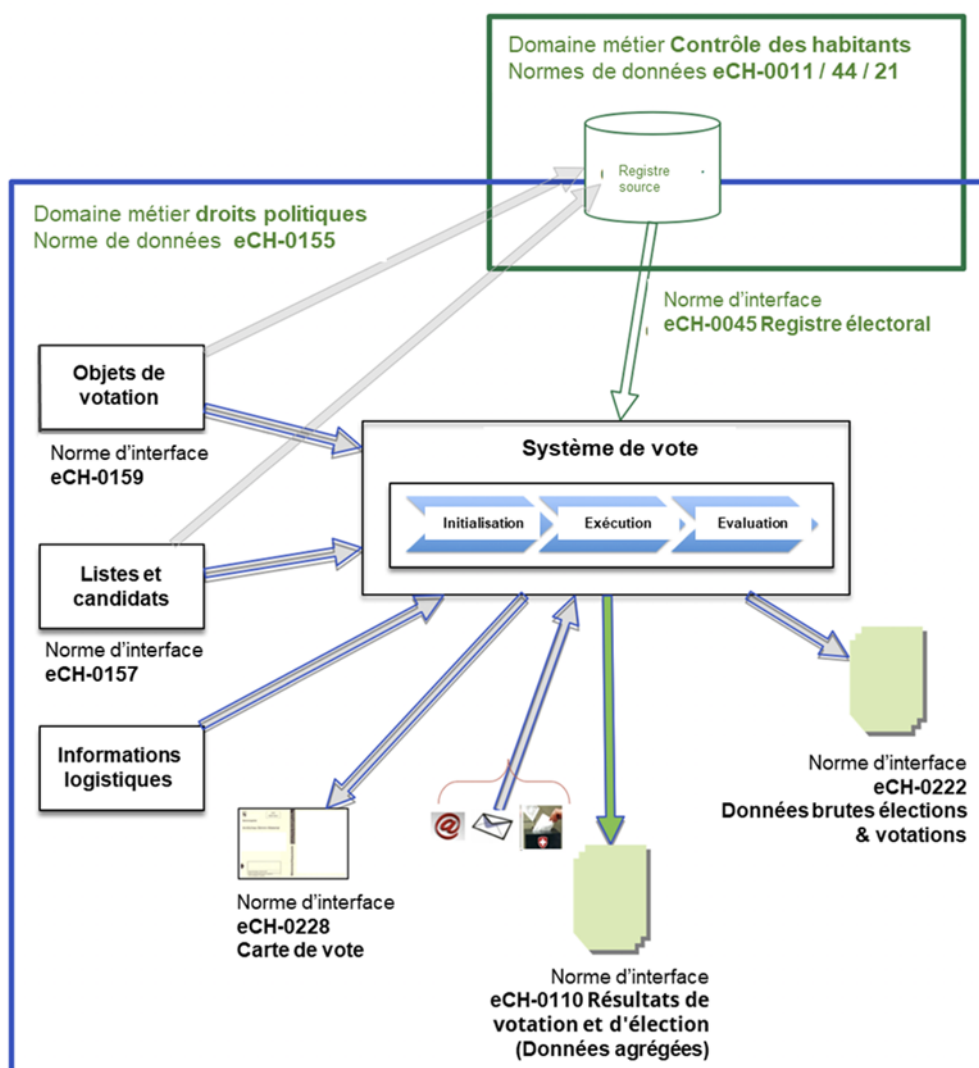 Domaine métier Contrôle des habitants
Normes de données eCH-0011 / 44 / 21
Registre
source
Domaine métier droits politiques
Norme de données eCH-0155
Norme d'interface
eCH-0045 Registre électoral
Objets de
votation
Norme d'interface
eCH-0159
Système de vote
Initialisation
Exécution
Evaluation
Listes et
candidats
Norme d'interface
eCH-0157
Informations
logistiques
@
Norme d'interface
eCH-0222
Données brutes élections
& votations
Norme d'interface
eCH-0228
Carte de vote
Norme d'interface
eCH-0110 Résultats de
votation et d'élection
(Données agrégées)